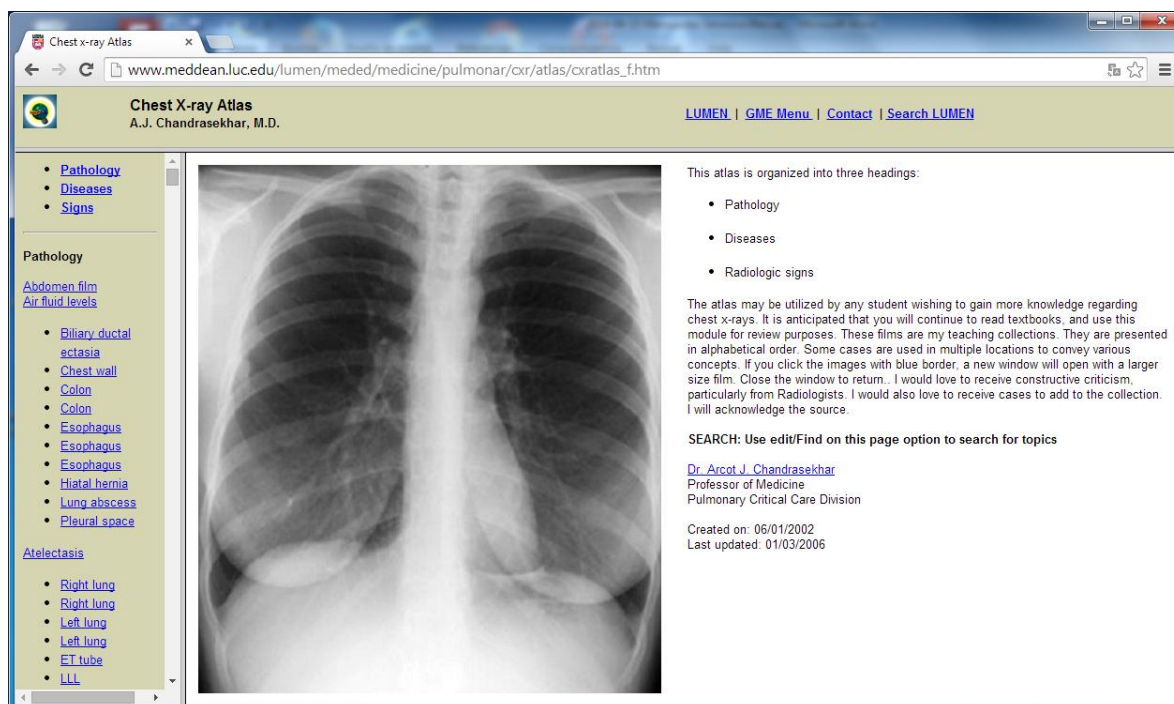 Chest x-ray Atlas
www.meddean.luc.edu/lumen/meded/medicine/pulmonar/cxr/atlas/cxratlas_f.htm
Chest X-ray Atlas
A.J. Chandrasekhar, M.D.
LUMEN | GME Menu | Contact | Search LUMEN
Pathology
Diseases
Signs
Pathology
Abdomen film
Air fluid levels
Biliary ductal
ectasia
Chest wall
Colon
Colon
Esophagus
Esophagus
Esophagus
Hiatal hernia
Lung abscess
Pleural space
Atelectasis
Right lung
Right lung
Left lung
Left lung
ET tube
LLL
This atlas is organized into three headings:
Pathology
Diseases
Radiologic signs
The atlas may be utilized by any student wishing to gain more knowledge regarding
chest x-rays. It is anticipated that you will continue to read textbooks, and use this
module for review purposes. These films are my teaching collections. They are presented
in alphabetical order. Some cases are used in multiple locations to convey various
concepts. If you click the images with blue border, a new window will open with a larger
size film. Close the window to return.. I would love to receive constructive criticism,
particularly from Radiologists. I would also love to receive cases to add to the collection.
I will acknowledge the source.
SEARCH: Use edit/Find on this page option to search for topics
Dr. Arcot J. Chandrasekhar
Professor of Medicine
Pulmonary Critical Care Division
Created on: 06/01/2002
Last updated: 01/03/2006